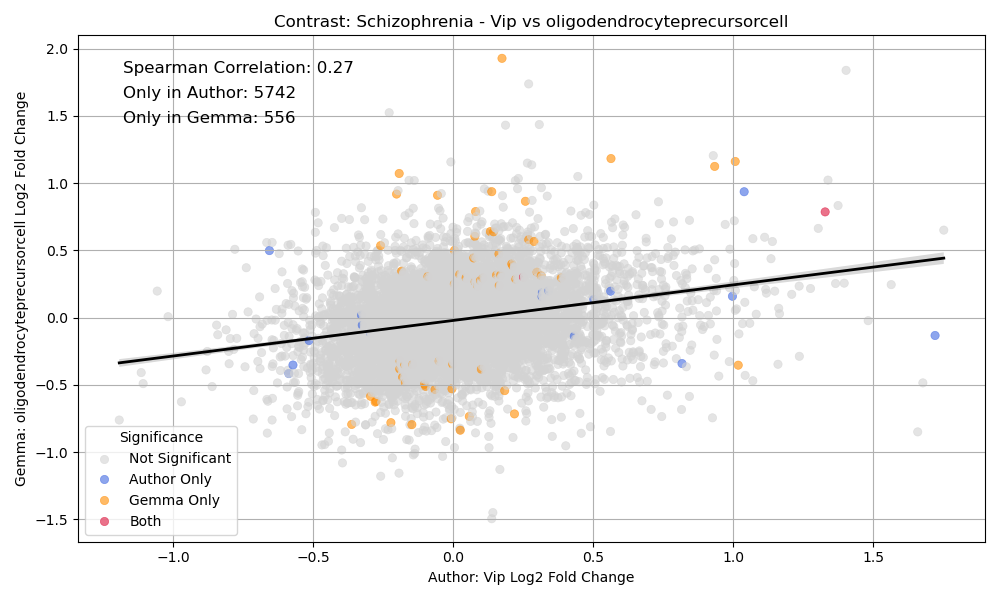 Contrast: Schizophrenia - Vip vs oligodendrocyteprecursorcell
Spearman Correlation: 0.27
Only in Author: 5742
Only in Gemma: 556
Gemma: oligodendrocyteprecursorcell Log2 Fold Change
2.0
1.5
1.0
0.5
0.0
−0.5
−1.0
−1.5
Significance
Not Significant
Author Only
Gemma Only
Both
−1.0 −0.5 0.0 0.5 1.0 1.5
Author: Vip Log2 Fold Change